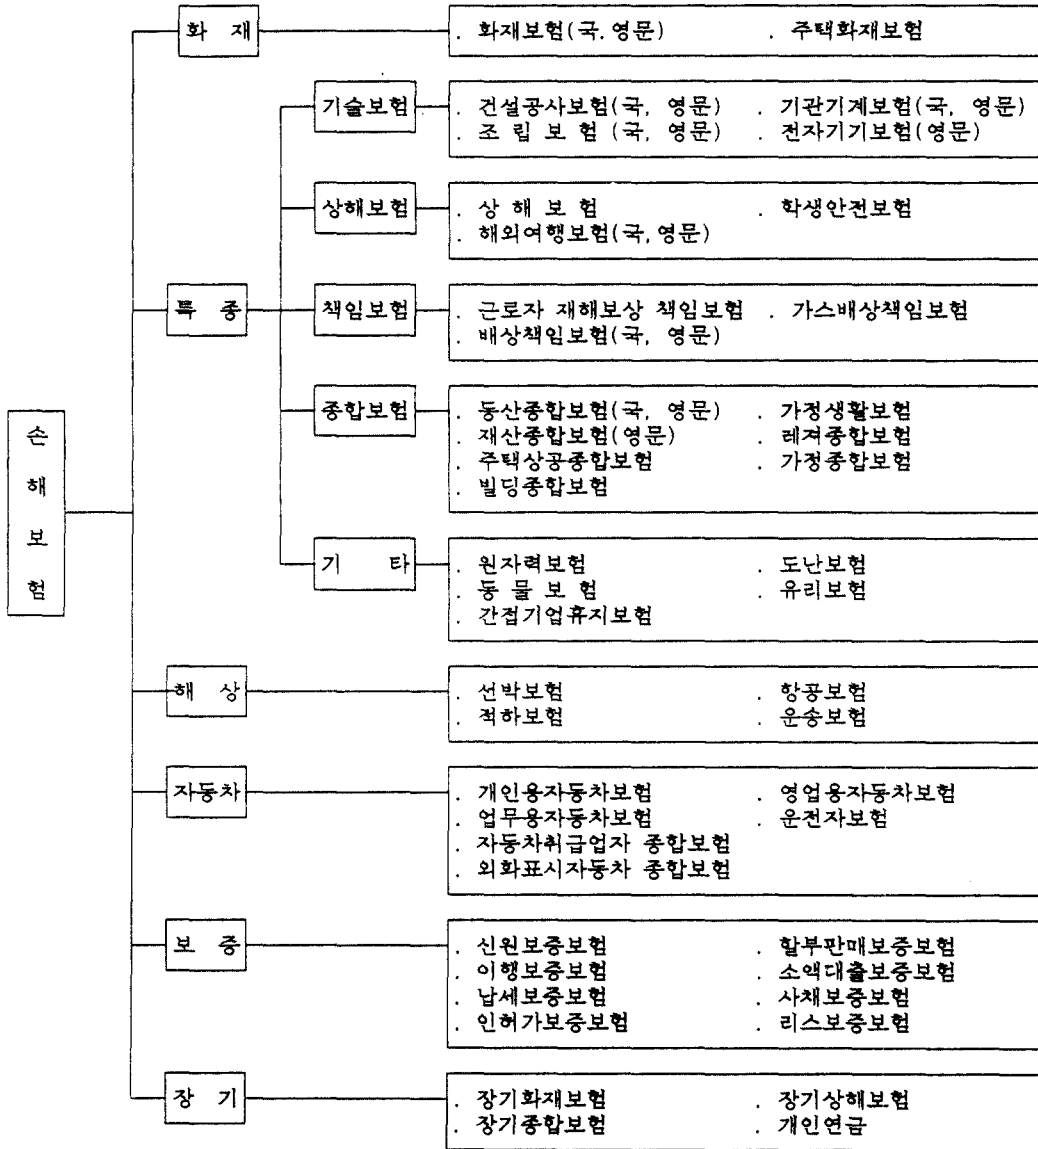 화 재
. 화재보험(국.영문) . 주택화재보험
기술보험
. 건설공사보험(국, 영문) . 기관기계보험(국, 영문)
. 조 립 보 험 (국, 영문) . 전자기기보험(영문)
상해보험
. 상 해 보 험 . 학생안전보험
. 해외여행보험(국,영문)
특 종
책임보험
. 근로자 재해보상 책임보험 . 가스배상책임보험
. 배상책임보험(국, 영문)
종합보험
. 동산종합보험(국, 영문) . 가정생활보험
. 재산종합보험(영문) . 레져종합보험
. 주택상공종합보험 . 가정종합보험
. 빌딩종합보험
손
해
보
험
기 타
. 원자력보험 . 도난보험
. 동 물 보 험 . 유리보험
. 간접기업휴지보험
해 상
. 선박보험 . 항공보험
. 적하보험 . 운송보험
자동차
. 개인용자동차보험 . 영업용자동차보험
. 업무용자동차보험 . 운전자보험
. 자동차취급업자 종합보험
. 외화표시자동차 종합보험
보 증
. 신원보증보험 . 할부판매보증보험
. 이행보증보험 . 소액대출보증보험
. 납세보증보험 . 사채보증보험
. 인허가보증보험 . 리스보증보험
장 기
. 장기화재보험 . 장기상해보험
. 장기종합보험 . 개인연금